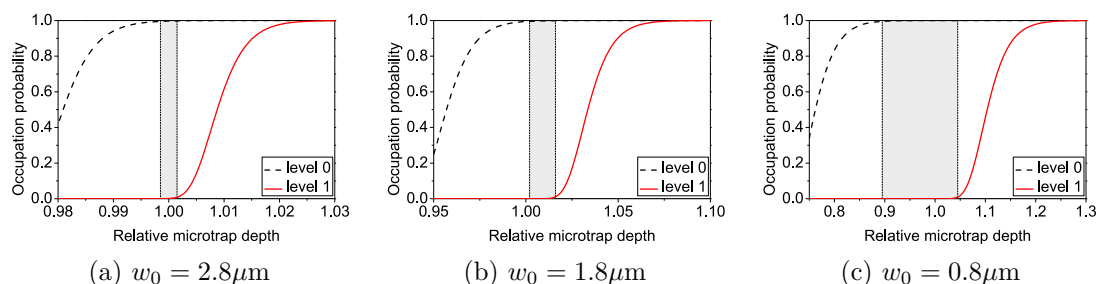 1.0
0.8
0.6
0.4
0.2
0.0
Occupation probability
level 0
level 1
0.98 0.99 1.00 1.01 1.02 1.03
Relative microtrap depth
(a) w₀ = 2.8μm
1.0
0.8
0.6
0.4
0.2
0.0
Occupation probability
level 0
level 1
0.95 1.00 1.05 1.10
Relative microtrap depth
(b) w₀ = 1.8μm
1.0
0.8
0.6
0.4
0.2
0.0
Occupation probability
level 0
level 1
0.8 0.9 1.0 1.1 1.2 1.3
Relative microtrap depth
(c) w₀ = 0.8μm